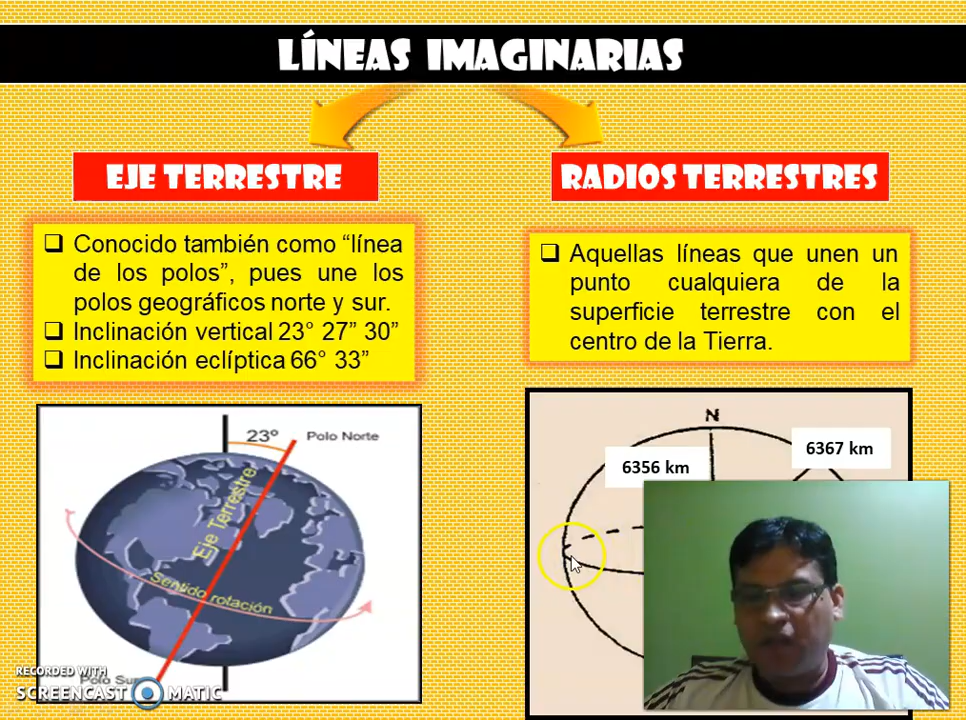 LÍNEAS IMAGINARIAS
EJE TERRESTRE
❑ Conocido también como “línea
de los polos”, pues une los
polos geográficos norte y sur.
❑ Inclinación vertical 23° 27” 30”
❑ Inclinación eclíptica 66° 33”
23º
Polo Norte
Eje Terrestre
Sentido rotación
Polo Sur
RECORDED WITH
SCREENCAST MATIC
RADIOS TERRESTRES
❑ Aquellas líneas que unen un
punto cualquiera de la
superficie terrestre con el
centro de la Tierra.
N
6356 km
6367 km